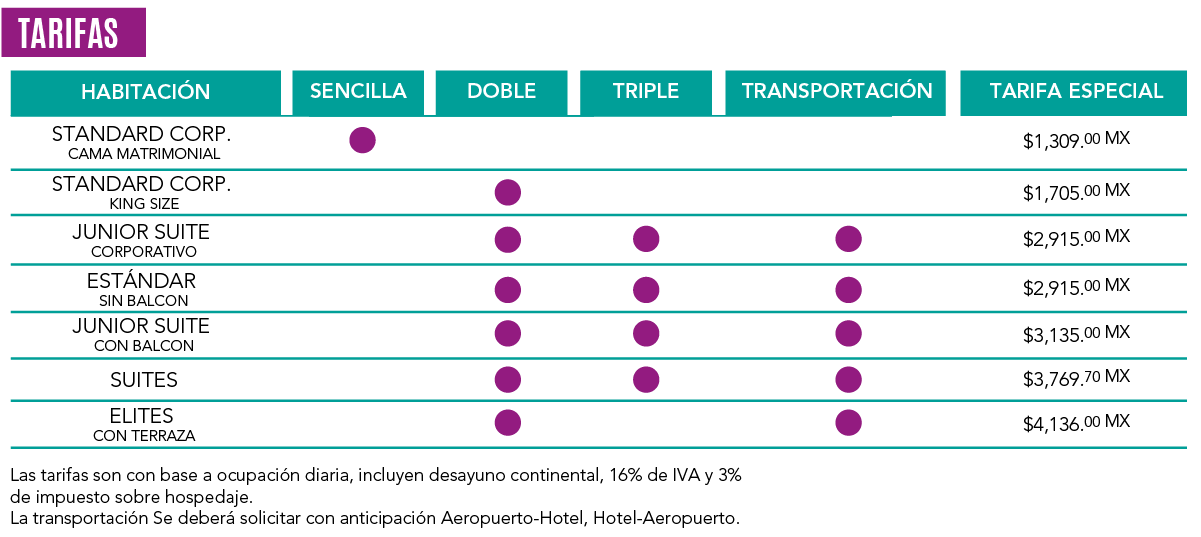 TARIFAS
HABITACIÓN SENCILLA DOBLE TRIPLE TRANSPORTACIÓN TARIFA ESPECIAL
STANDARD CORP.
CAMA MATRIMONIAL
$1,309.00 MX
STANDARD CORP.
KING SIZE
$1,705.00 MX
JUNIOR SUITE
CORPORATIVO
$2,915.00 MX
ESTÁNDAR
SIN BALCON
$2,915.00 MX
JUNIOR SUITE
CON BALCON
$3,135.00 MX
SUITES
$3,769.70 MX
ELITES
CON TERRAZA
$4,136.00 MX
Las tarifas son con base a ocupación diaria, incluyen desayuno continental, 16% de IVA y 3%
de impuesto sobre hospedaje.
La transportación Se deberá solicitar con anticipación Aeropuerto-Hotel, Hotel-Aeropuerto.